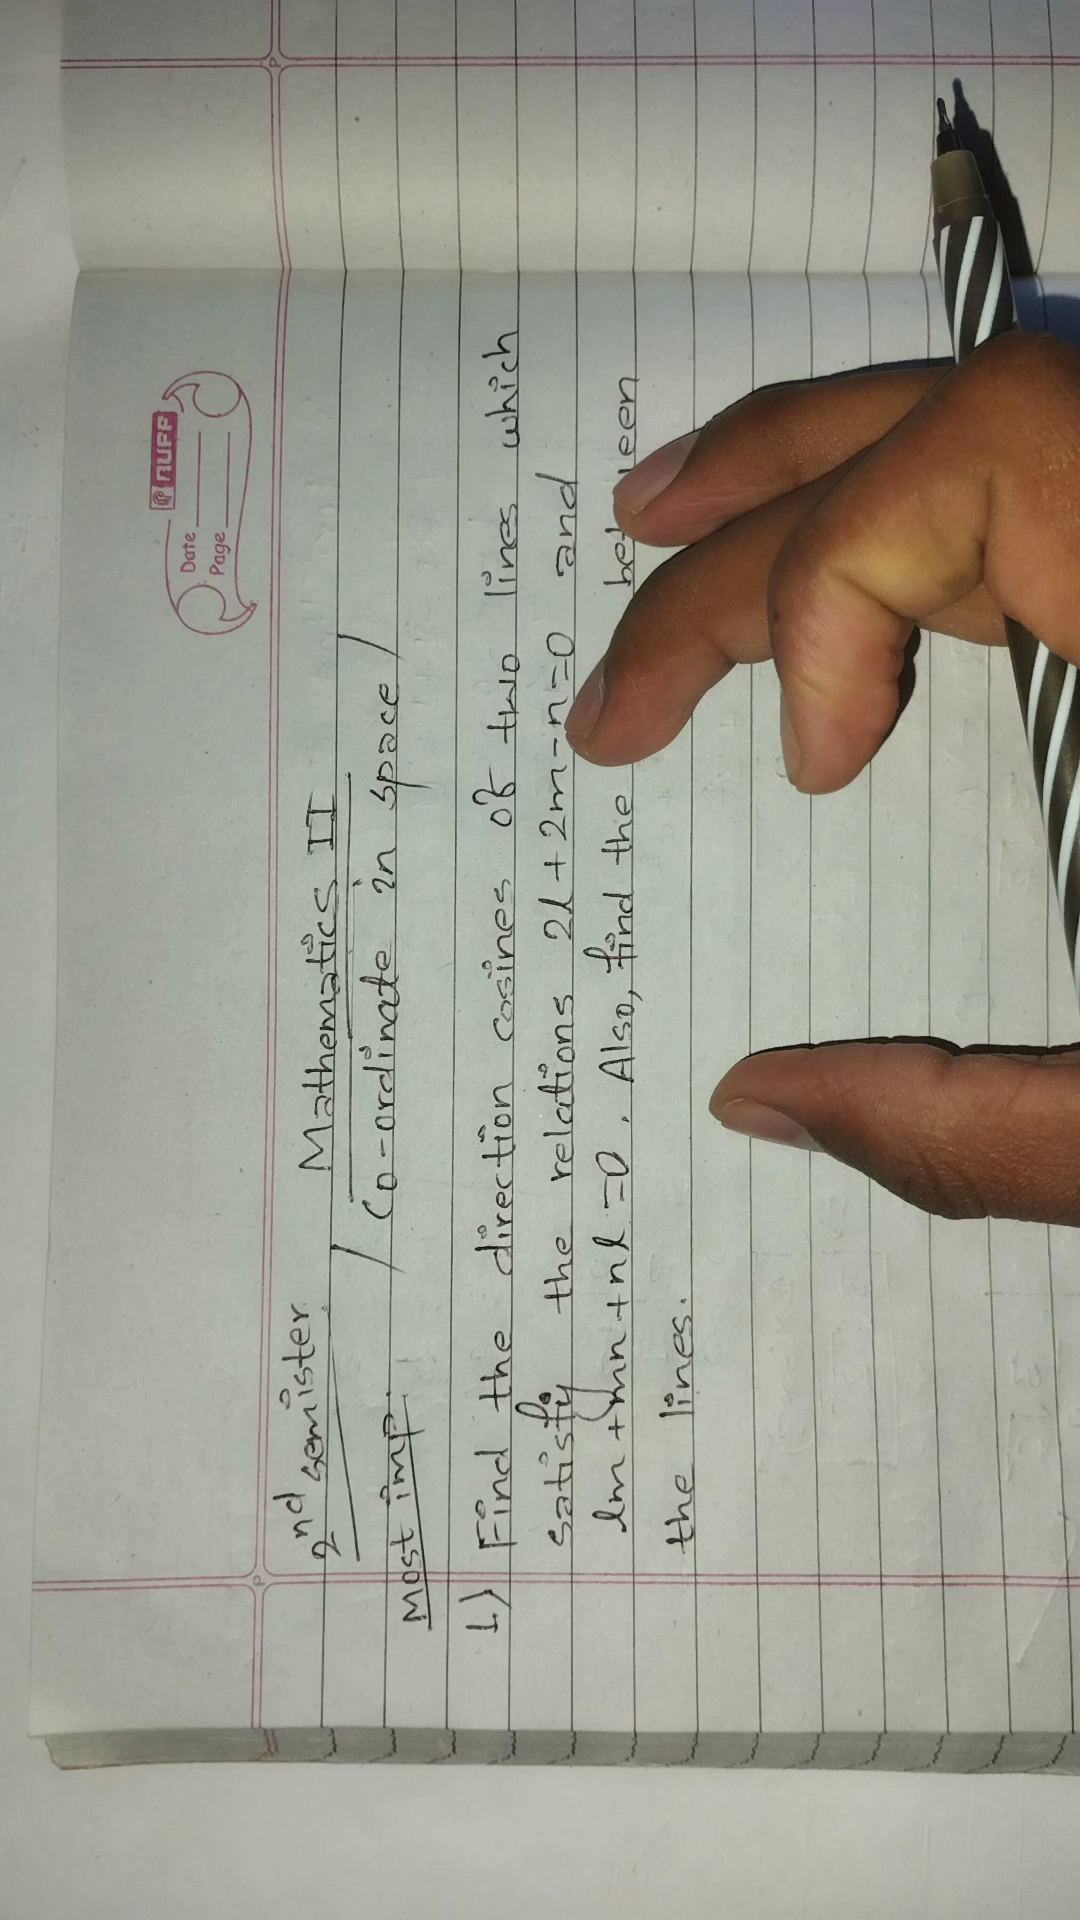 nuff
Date
Page
2nd semister
Mathematics II
Co-ordinate in space
Most imp
1) Find the direction cosines of two lines which
satisfy the relations 2l + 2m - n = 0 and
lm + mn + nl = 0. Also, find the
the lines.